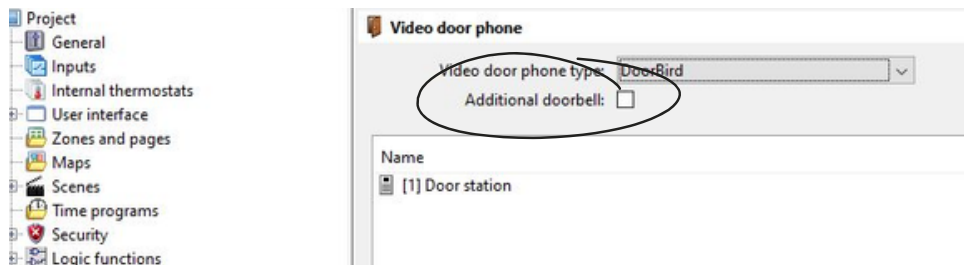 Project
General
Inputs
Internal thermostats
User interface
Zones and pages
Maps
Scenes
Time programs
Security
Logic functions
Video door phone
Video door phone type: DoorBird
Additional doorbell:
Name
[1] Door station